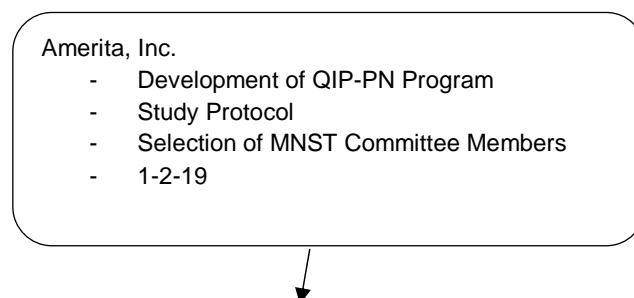 Amerita, Inc.
- Development of QIP-PN Program
- Study Protocol
- Selection of MNST Committee Members
- 1-2-19